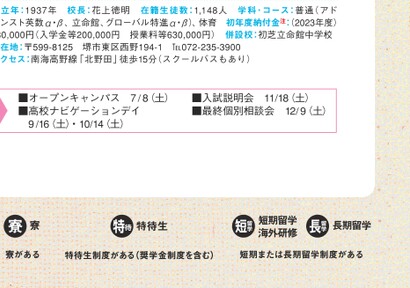 立年：1937年　校長：花上徳明　在籍生徒数：1,148人　学科・コース：普通（アド
ンスト英数α・β、立命館、グローバル特進α・β）、体育　初年度納付金注：（2023年度）
30,000円（入学金等200,000円　授業料等630,000円）　併設校：初芝立命館中学校
在地：〒599-8125　堺市東区西野194-1　℡072-235-3900
クセス：南海高野線「北野田」徒歩15分（スクールバスもあり）
■オープンキャンパス　7/8（土）　■入試説明会　11/18（土）
■高校ナビゲーションデイ　■最終個別相談会　12/9（土）
9/16（土）・10/14（土）
寮　寮
特待　特待生
短留学　短期留学
海外研修
長留学　長期留学
寮がある
特待生制度がある（奨学金制度を含む）
短期または長期留学制度がある